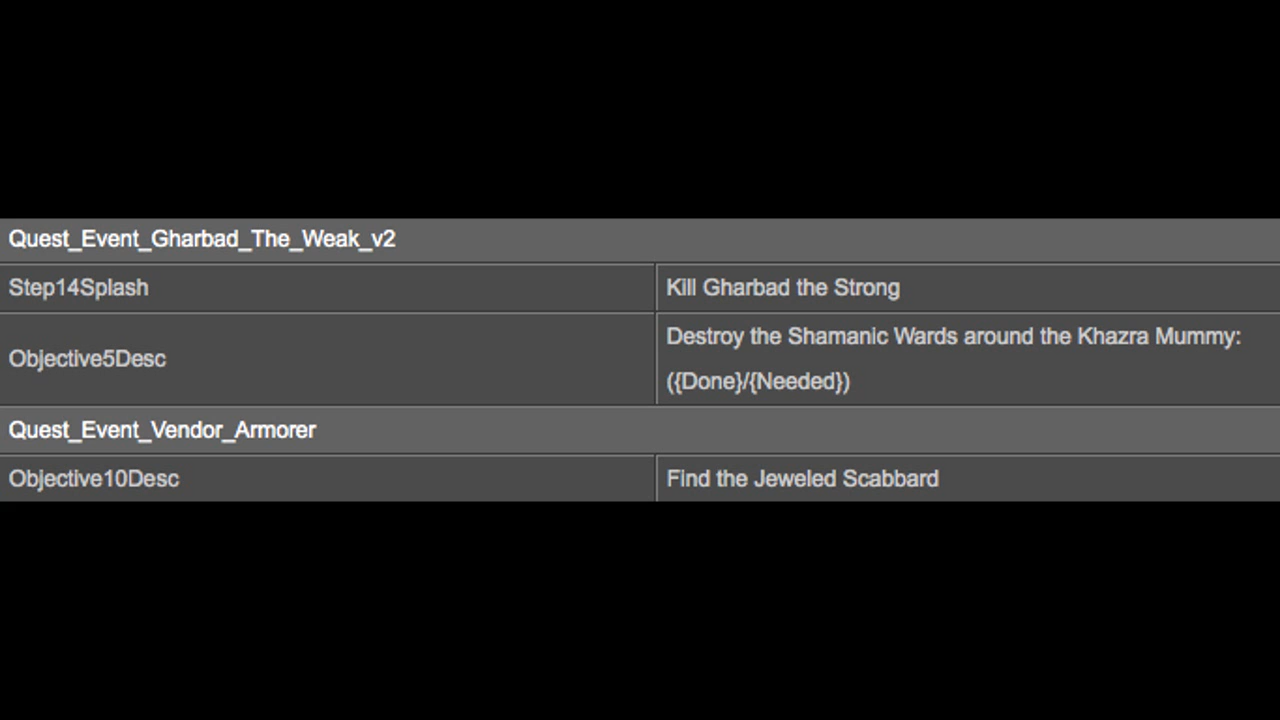 Quest_Event_Gharbad_The_Weak_v2
Step14Splash
Kill Gharbad the Strong
Objective5Desc
Destroy the Shamanic Wards around the Khazra Mummy:
({Done}/{Needed})
Quest_Event_Vendor_Armorer
Objective10Desc
Find the Jeweled Scabbard